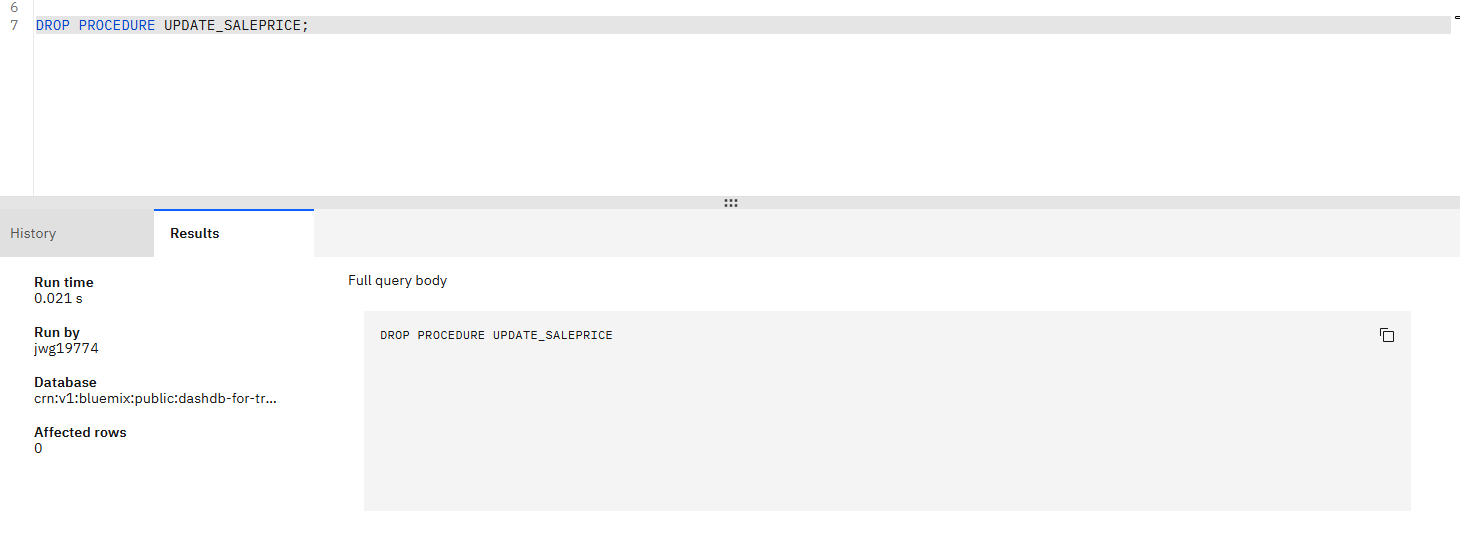 6
7 DROP PROCEDURE UPDATE_SALEPRICE;
History Results
Run time
0.021 s
Run by
jwg19774
Database
crn:v1:bluemix:public:dashdb-for-tr...
Affected rows
0
Full query body
DROP PROCEDURE UPDATE_SALEPRICE